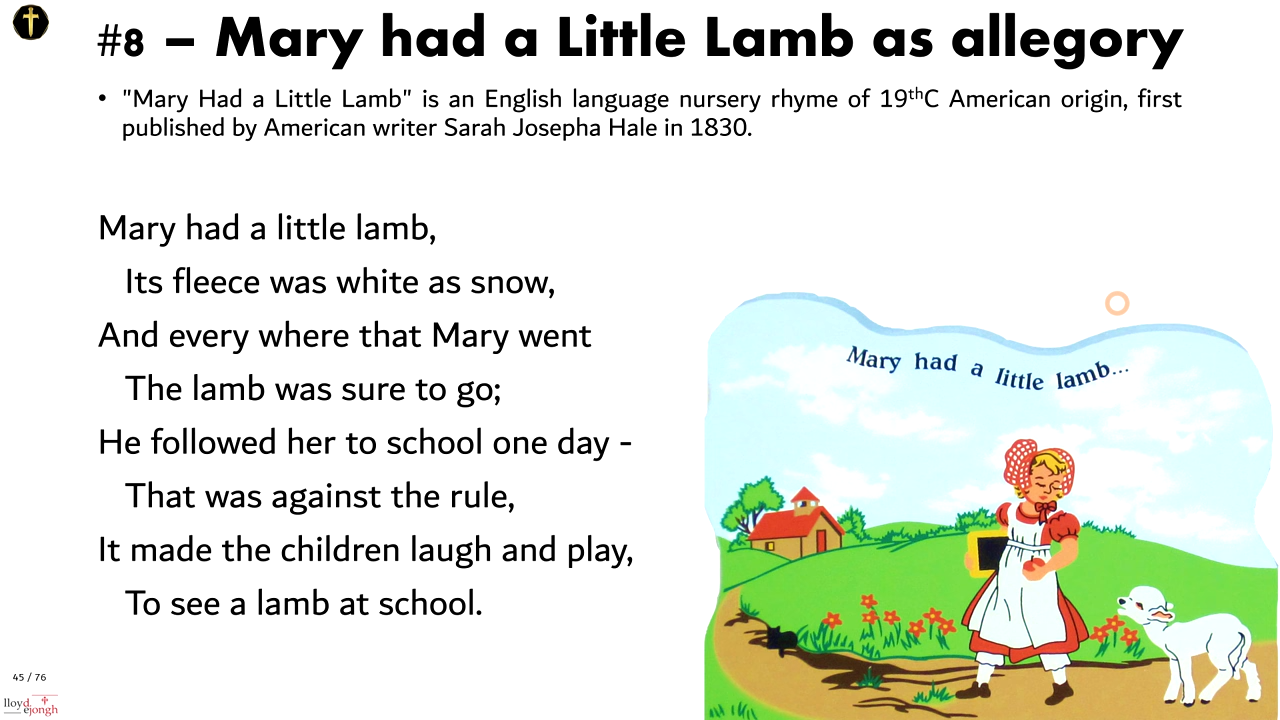 #8 – Mary had a Little Lamb as allegory
• "Mary Had a Little Lamb" is an English language nursery rhyme of 19thC American origin, first
published by American writer Sarah Josepha Hale in 1830.
Mary had a little lamb,
Its fleece was white as snow,
And every where that Mary went
The lamb was sure to go;
He followed her to school one day -
That was against the rule,
It made the children laugh and play,
To see a lamb at school.
Mary had a little lamb...
45 / 76
lloyd
ejongh